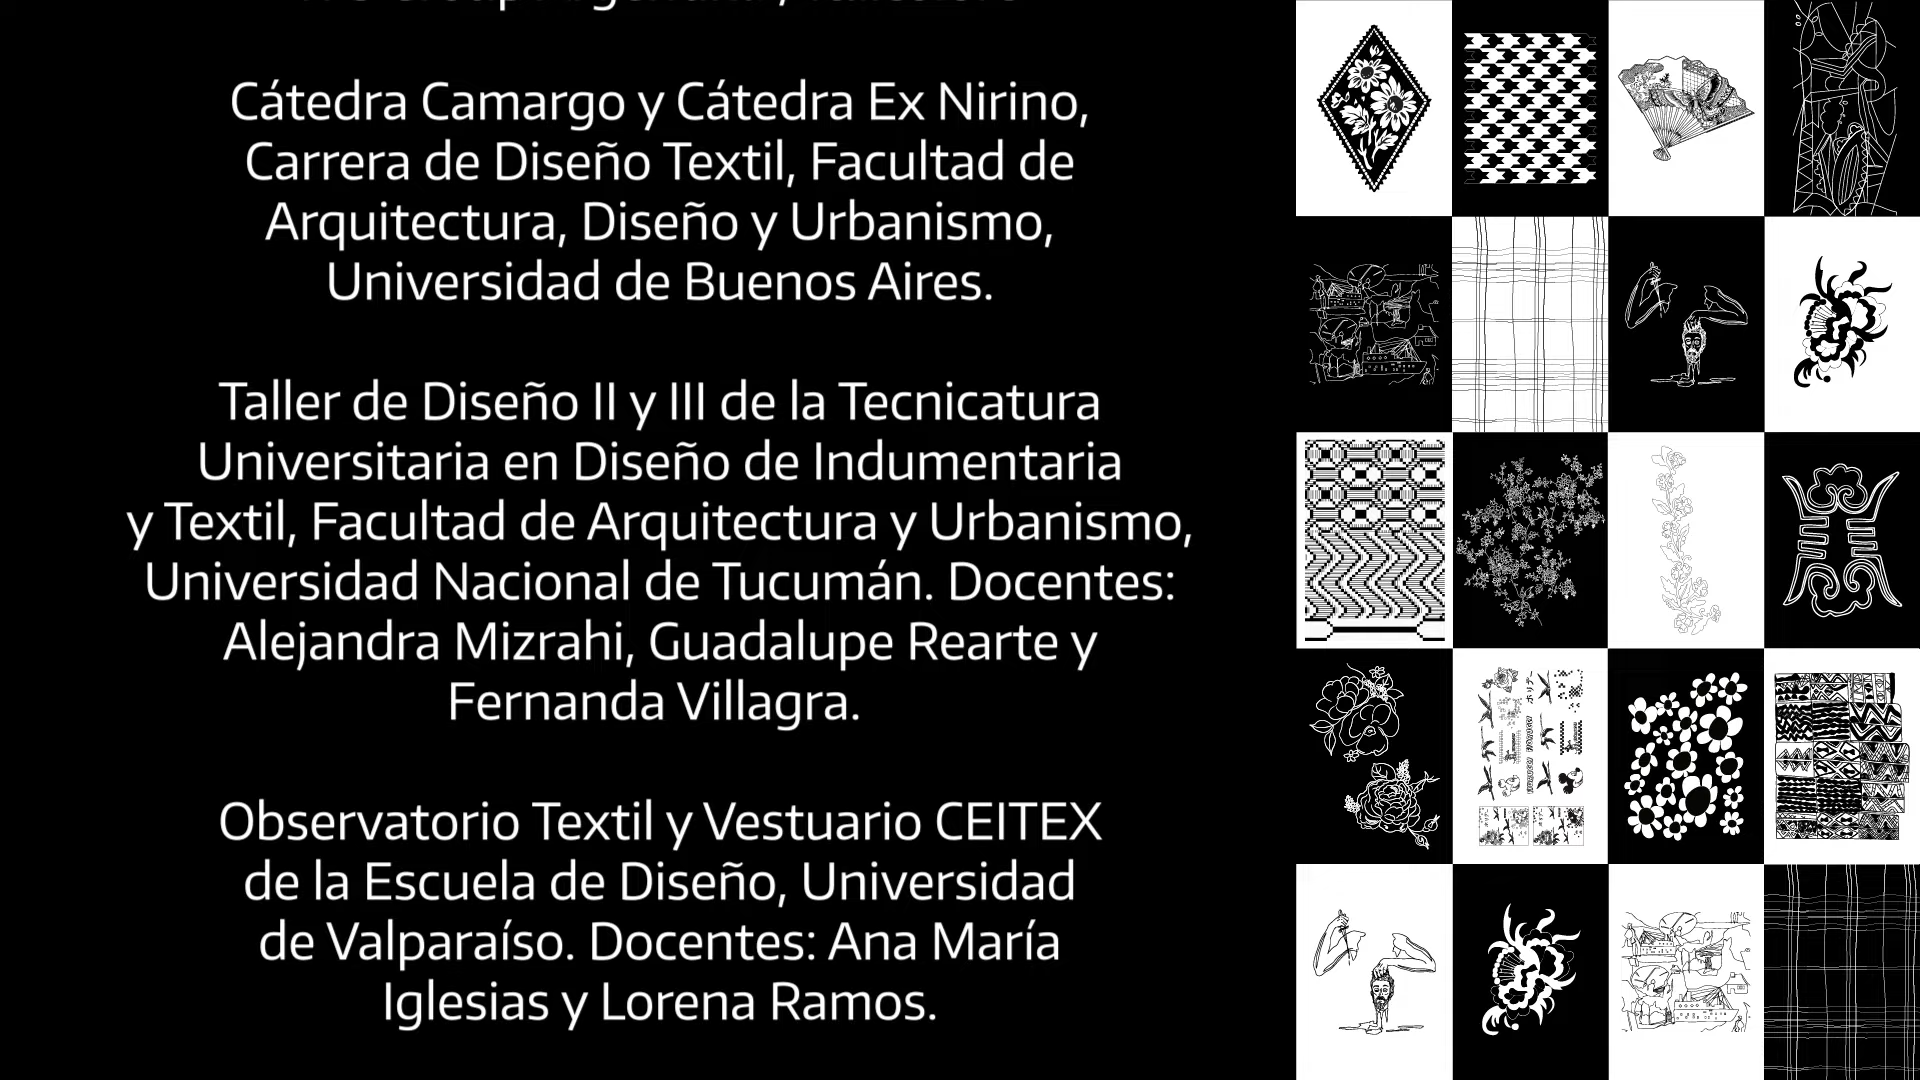 Cátedra Camargo y Cátedra Ex Nirino,
Carrera de Diseño Textil, Facultad de
Arquitectura, Diseño y Urbanismo,
Universidad de Buenos Aires.
Taller de Diseño II y III de la Tecnicatura
Universitaria en Diseño de Indumentaria
y Textil, Facultad de Arquitectura y Urbanismo,
Universidad Nacional de Tucumán. Docentes:
Alejandra Mizrahi, Guadalupe Rearte y
Fernanda Villagra.
Observatorio Textil y Vestuario CEITEX
de la Escuela de Diseño, Universidad
de Valparaíso. Docentes: Ana María
Iglesias y Lorena Ramos.